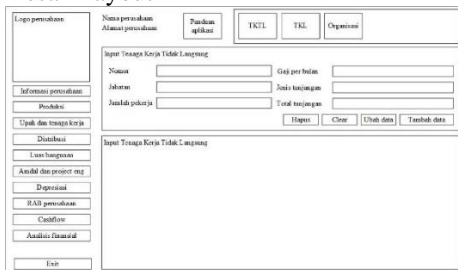 Logo perusahaan
Nama perusahaan
Alamat perusahaan
Panduan
aplikasi
TKTL
TKL
Organisasi
Informasi perusahaan
Produksi
Upah dan tenaga kerja
Distribusi
Luas bangunan
Amdal dan project eng
Depresiasi
RAB perusahaan
Cashflow
Analisis finansial
Exit
Input Tenaga Kerja Tidak Langsung
Nomor
Jabatan
Jumlah pekerja
Gaji per bulan
Jenis tunjangan
Total tunjangan
Hapus
Clear
Ubah data
Tambah data
Input Tenaga Kerja Tidak Langsung